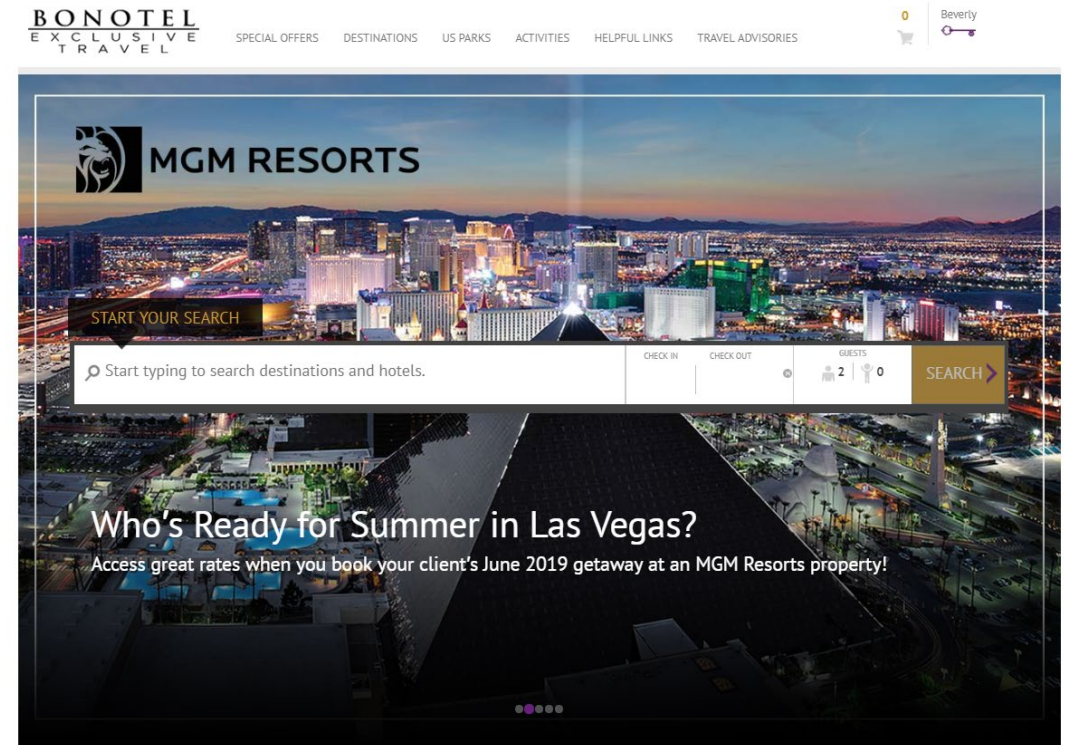 BONOTEL
EXCLUSIVE
TRAVEL
SPECIAL OFFERS DESTINATIONS US PARKS ACTIVITIES HELPFUL LINKS TRAVEL ADVISORIES
0
Beverly
MGM RESORTS
START YOUR SEARCH
Start typing to search destinations and hotels.
CHECK IN CHECK OUT
GUESTS
2 0
SEARCH
Who's Ready for Summer in Las Vegas?
Access great rates when you book your client's June 2019 getaway at an MGM Resorts property!